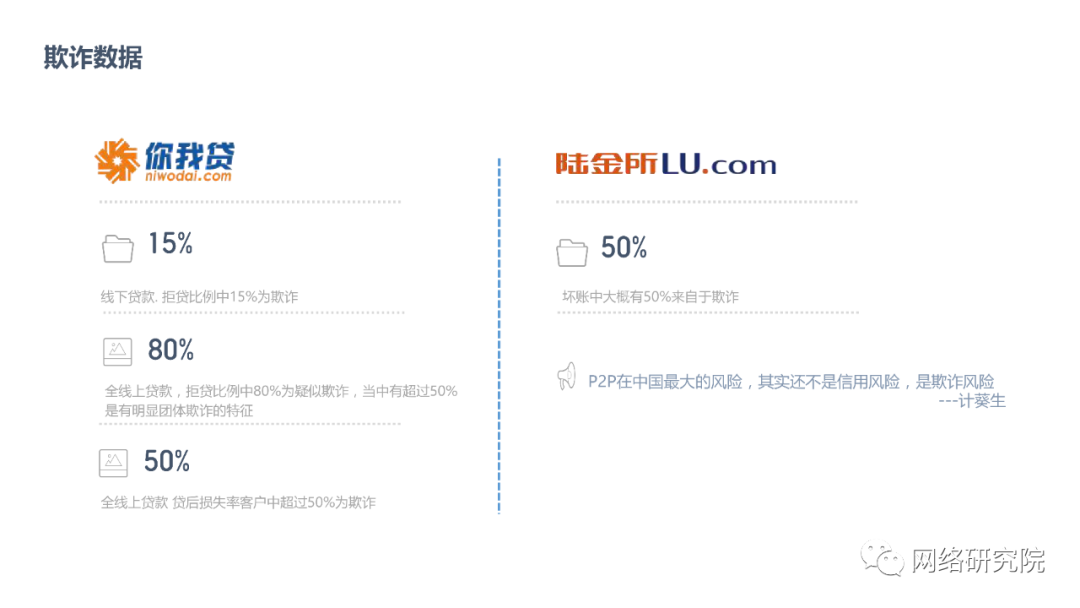 欺诈数据
你我贷
niwodai.com
15%
线下贷款. 拒贷比例中15%为欺诈
80%
全线上贷款，拒贷比例中80%为疑似欺诈，当中有超过50%
是有明显团体欺诈的特征
50%
全线上贷款 贷后损失率客户中超过50%为欺诈
陆金所LU.com
50%
坏账中大概有50%来自于欺诈
P2P在中国最大的风险，其实还不是信用风险，是欺诈风险
---计葵生
网络研究院